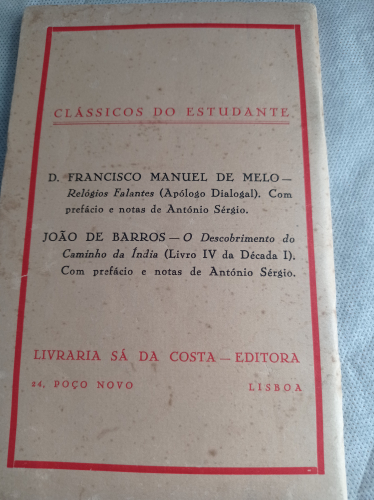 CLÁSSICOS DO ESTUDANTE
D. FRANCISCO MANUEL DE MELO —
Relógios Falantes (Apólogo Dialogal). Com
prefácio e notas de António Sérgio.
JOÃO DE BARROS — O Descobrimento do
Caminho da Índia (Livro IV da Década I).
Com prefácio e notas de António Sérgio.
LIVRARIA SÁ DA COSTA — EDITORA
24, POÇO NOVO LISBOA